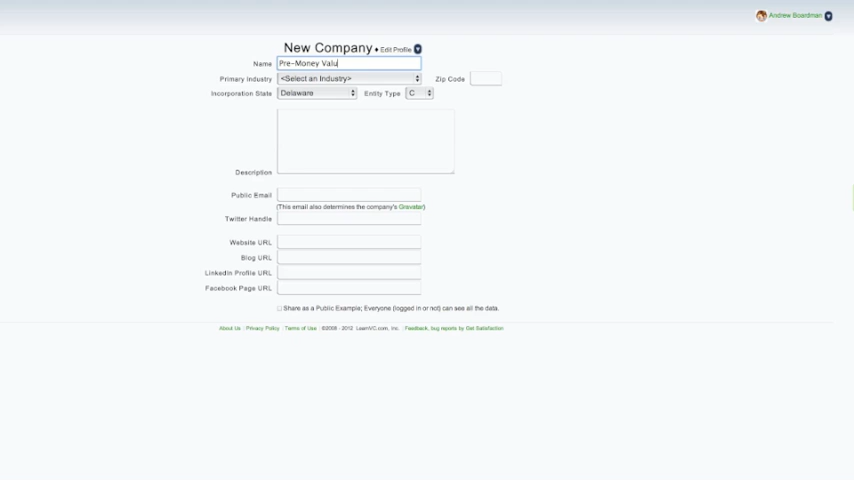 Andrew Boardman
New Company ♦ Edit Profile
Name Pre-Money Valu
Primary Industry <Select an Industry> Zip Code
Incorporation State Delaware Entity Type C
Description
Public Email
(This email also determines the company's Gravatar)
Twitter Handle
Website URL
Blog URL
LinkedIn Profile URL
Facebook Page URL
Share as a Public Example; Everyone (logged in or not) can see all the data.
About Us | Privacy Policy | Terms of Use | ©2008 - 2012 LearnVC.com, Inc. | Feedback, bug reports by Get Satisfaction